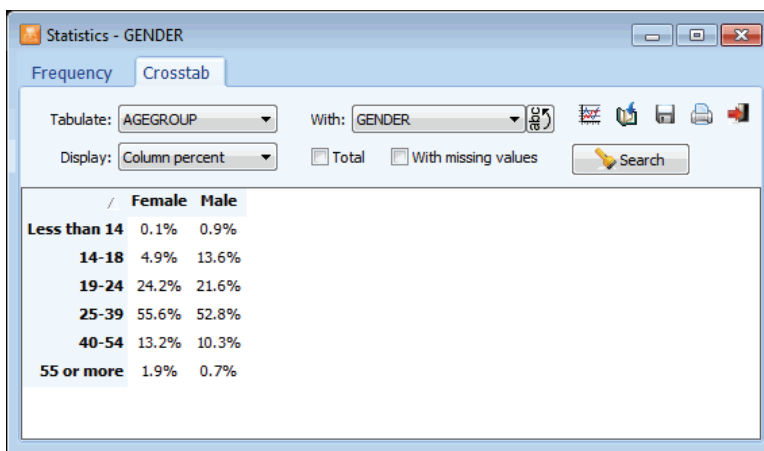 Statistics - GENDER
Frequency Crosstab
Tabulate: AGEGROUP With: GENDER abc
Display: Column percent Total With missing values Search
/ Female Male
Less than 14 0.1% 0.9%
14-18 4.9% 13.6%
19-24 24.2% 21.6%
25-39 55.6% 52.8%
40-54 13.2% 10.3%
55 or more 1.9% 0.7%